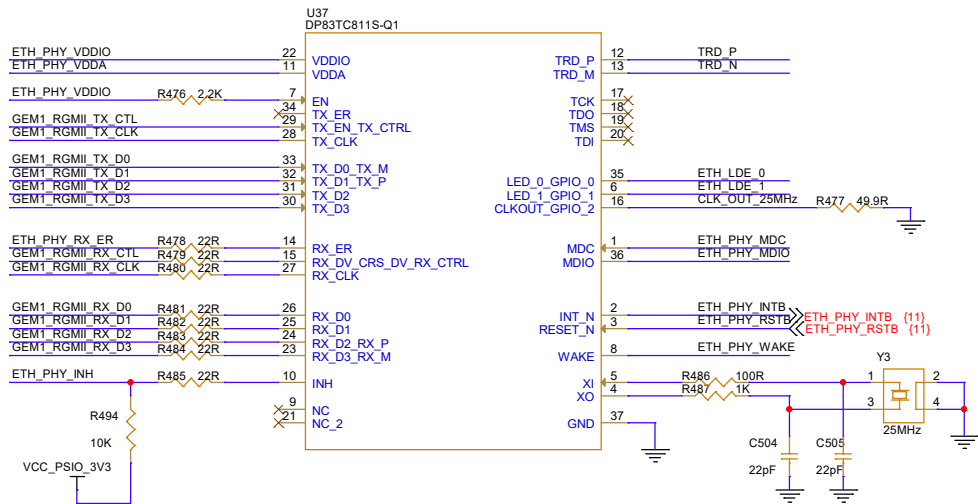 U37
DP83TC811S-Q1
ETH_PHY_VDDIO 22 VDDIO TRD_P 12 TRD_P
ETH_PHY_VDDA 11 VDDA TRD_M 13 TRD_N
ETH_PHY_VDDIO R476 2.2K 7 EN TCK 17
34 TX_ER TDO 18
GEM1_RGMII_TX_CTL 29 TX_EN_TX_CTRL TMS 19
GEM1_RGMII_TX_CLK 28 TX_CLK TDI 20
GEM1_RGMII_TX_D0 33 TX_D0_TX_M
GEM1_RGMII_TX_D1 32 TX_D1_TX_P LED_0_GPIO_0 35 ETH_LDE_0
GEM1_RGMII_TX_D2 31 TX_D2 LED_1_GPIO_1 6 ETH_LDE_1
GEM1_RGMII_TX_D3 30 TX_D3 CLKOUT_GPIO_2 16 CLK_OUT_25MHz R477 49.9R
ETH_PHY_RX_ER R478 22R 14 RX_ER MDC 1 ETH_PHY_MDC
GEM1_RGMII_RX_CTL R479 22R 15 RX_DV_CRS_DV_RX_CTRL MDIO 36 ETH_PHY_MDIO
GEM1_RGMII_RX_CLK R480 22R 27 RX_CLK
GEM1_RGMII_RX_D0 R481 22R 26 RX_D0 INT_N 2 ETH_PHY_INTB ETH_PHY_INTB {11}
GEM1_RGMII_RX_D1 R482 22R 25 RX_D1 RESET_N 3 ETH_PHY_RSTB ETH_PHY_RSTB {11}
GEM1_RGMII_RX_D2 R483 22R 24 RX_D2_RX_P
GEM1_RGMII_RX_D3 R484 22R 23 RX_D3_RX_M WAKE 8 ETH_PHY_WAKE
Y3
ETH_PHY_INH R485 22R 10 INH XI 5 R486 100R 1 2
XO 4 R487 1K 3 4
9 NC
21 NC_2 GND 37
25MHz
R494
10K
C504 C505
VCC_PSIO_3V3
22pF 22pF